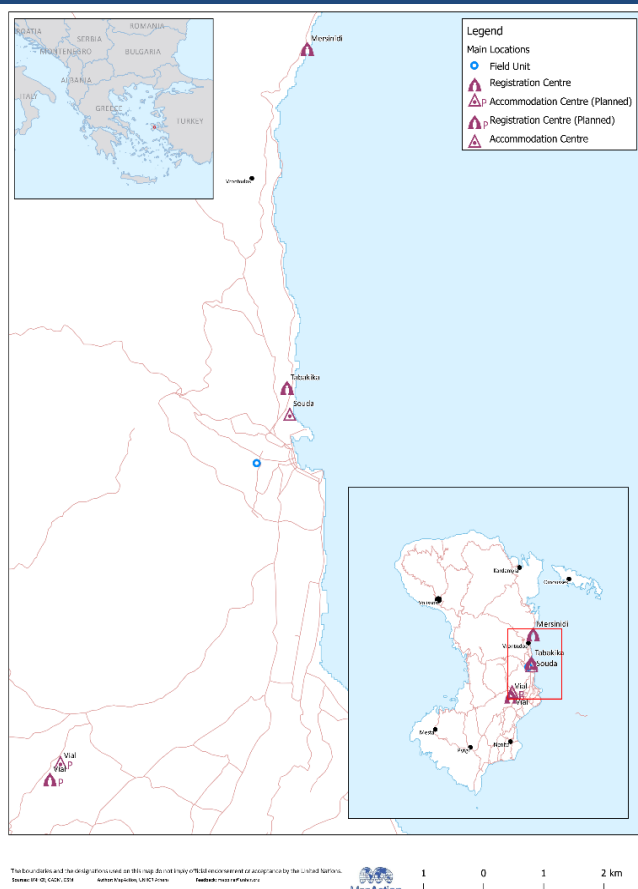 ROMANIA
CROATIA
SERBIA
MONTENEGRO
BULGARIA
ALBANIA
ITALY
GREECE
TURKEY
Mersinidi
Legend
Main Locations
Field Unit
Registration Centre
P Accommodation Centre (Planned)
P Registration Centre (Planned)
Accommodation Centre
Vrontados
Tabakika
Souda
Vial
P
Vial
P
Kardamyla
Mersinidi
Vrontados
Tabakika
Souda
Vial
P
Vial
Mesta
Pyrgi
Nenita
The boundaries and the designations used on this map do not imply official endorsement or acceptance by the United Nations.
MapAction
1 0 1 2 km